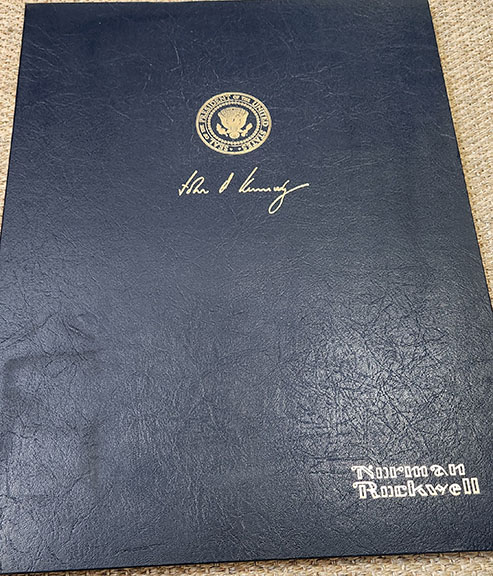 SEAL OF THE PRESIDENT OF THE UNITED STATES
John F Kennedy
Norman
Rockwell